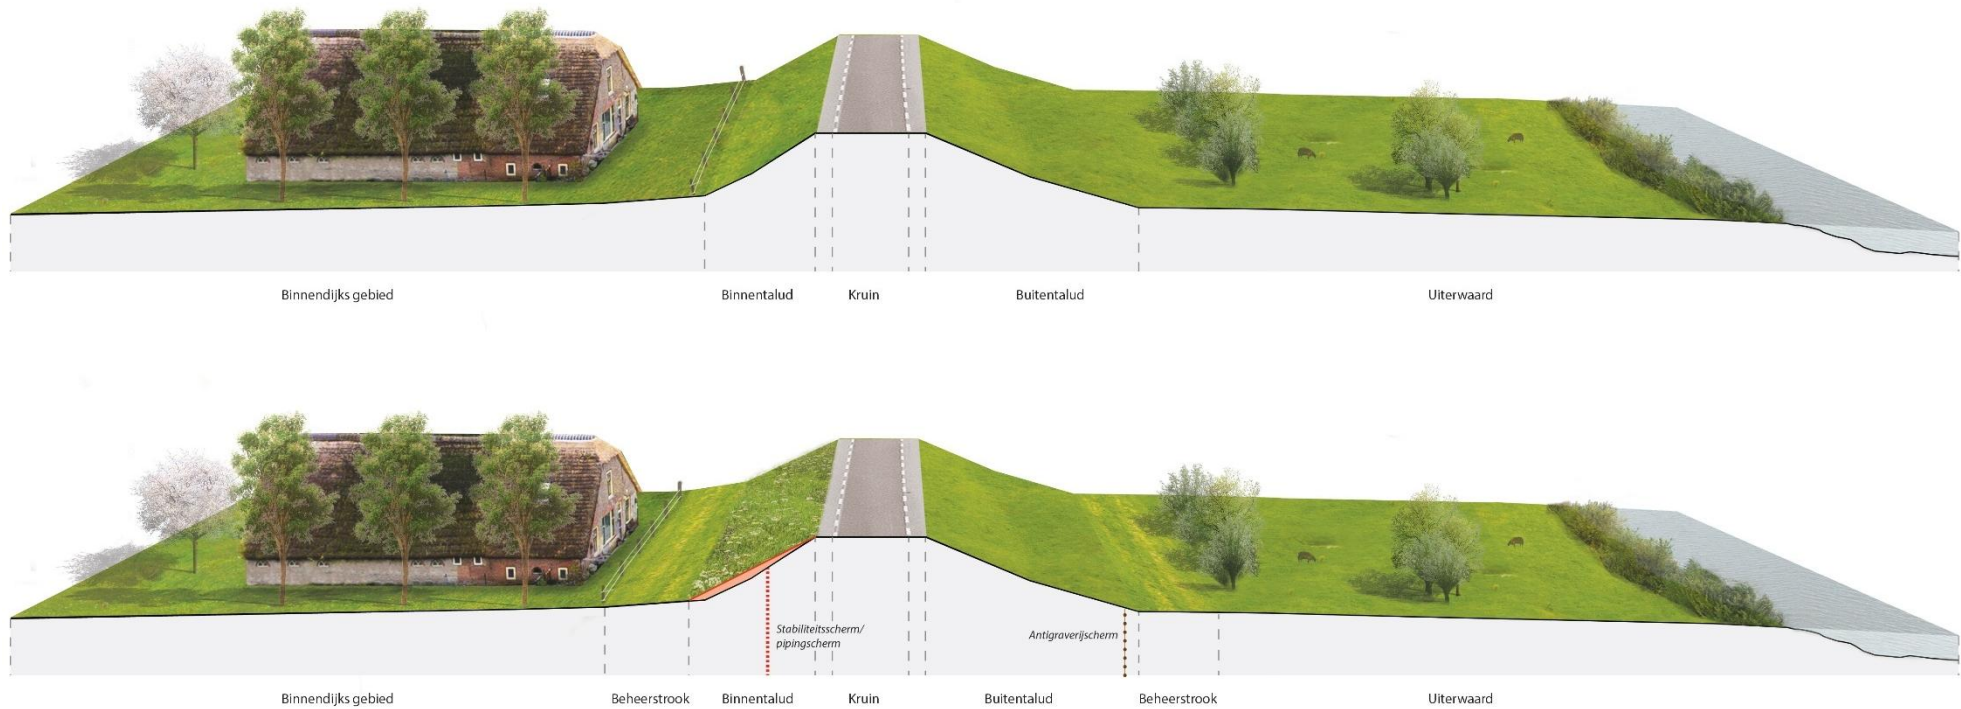 Binnendijks gebied
Binnentalud
Kruin
Buitentalud
Uiterwaard
Stabiliteitsscherm/
pipingscherm
Antigraverijscherm
Binnendijks gebied
Beheerstrook
Binnentalud
Kruin
Buitentalud
Beheerstrook
Uiterwaard